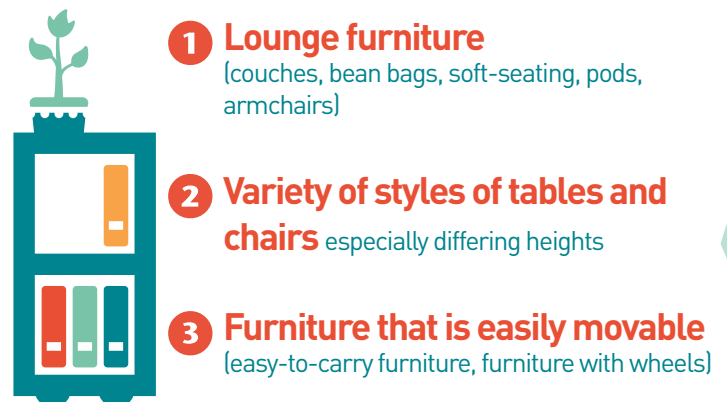 1 Lounge furniture
(couches, bean bags, soft-seating, pods,
armchairs)
2 Variety of styles of tables and
chairs especially differing heights
3 Furniture that is easily movable
(easy-to-carry furniture, furniture with wheels)